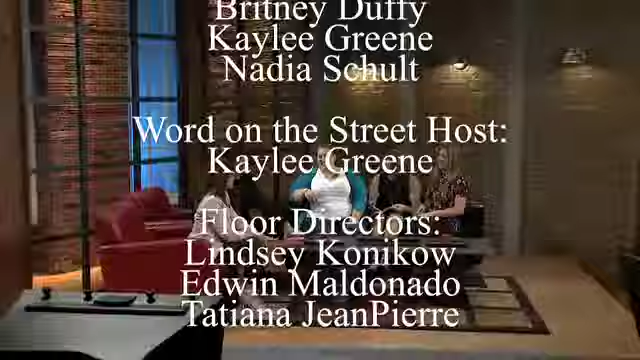 Britney Duffy
Kaylee Greene
Nadia Schult
Word on the Street Host:
Kaylee Greene
Floor Directors:
Lindsey Konikow
Edwin Maldonado
Tatiana JeanPierre